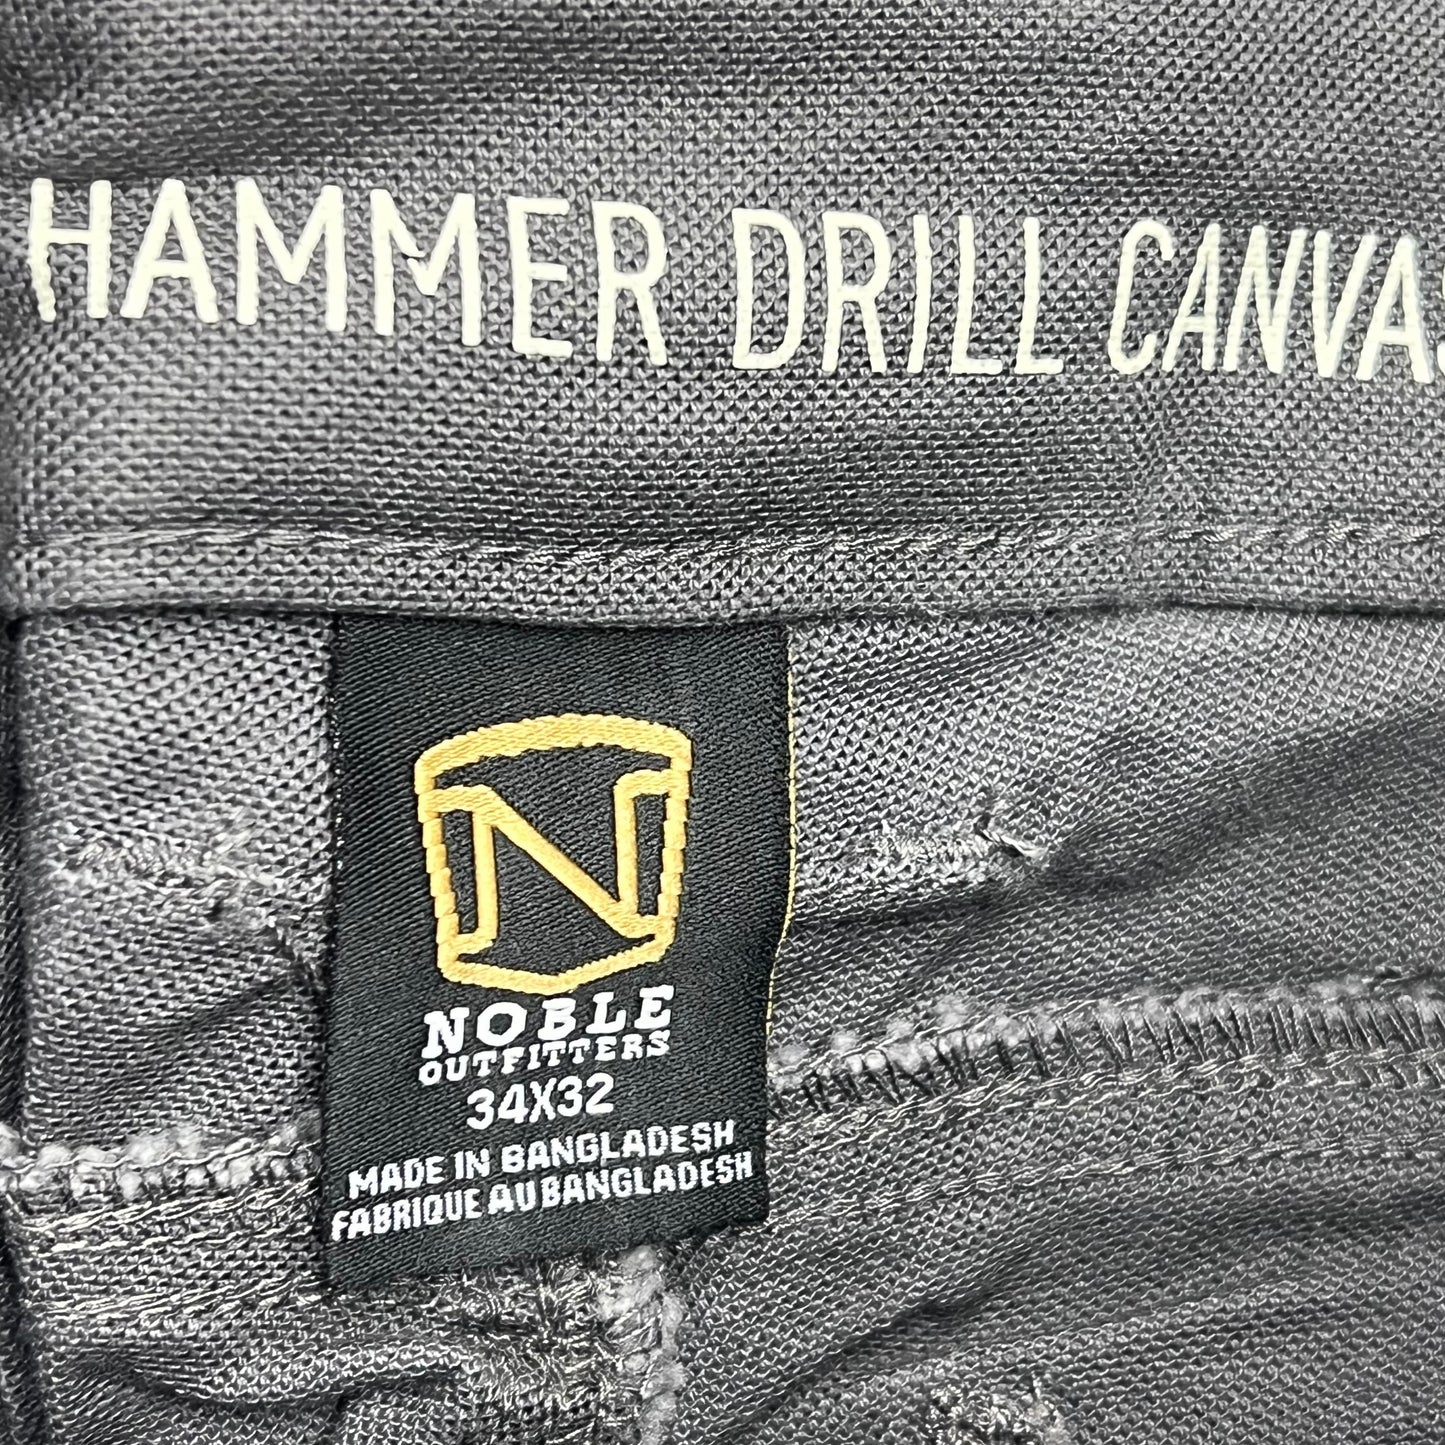 HAMMER DRILL CANVAS
N
NOBLE
OUTFITTERS
34X32
MADE IN BANGLADESH
FABRIQUE AU BANGLADESH